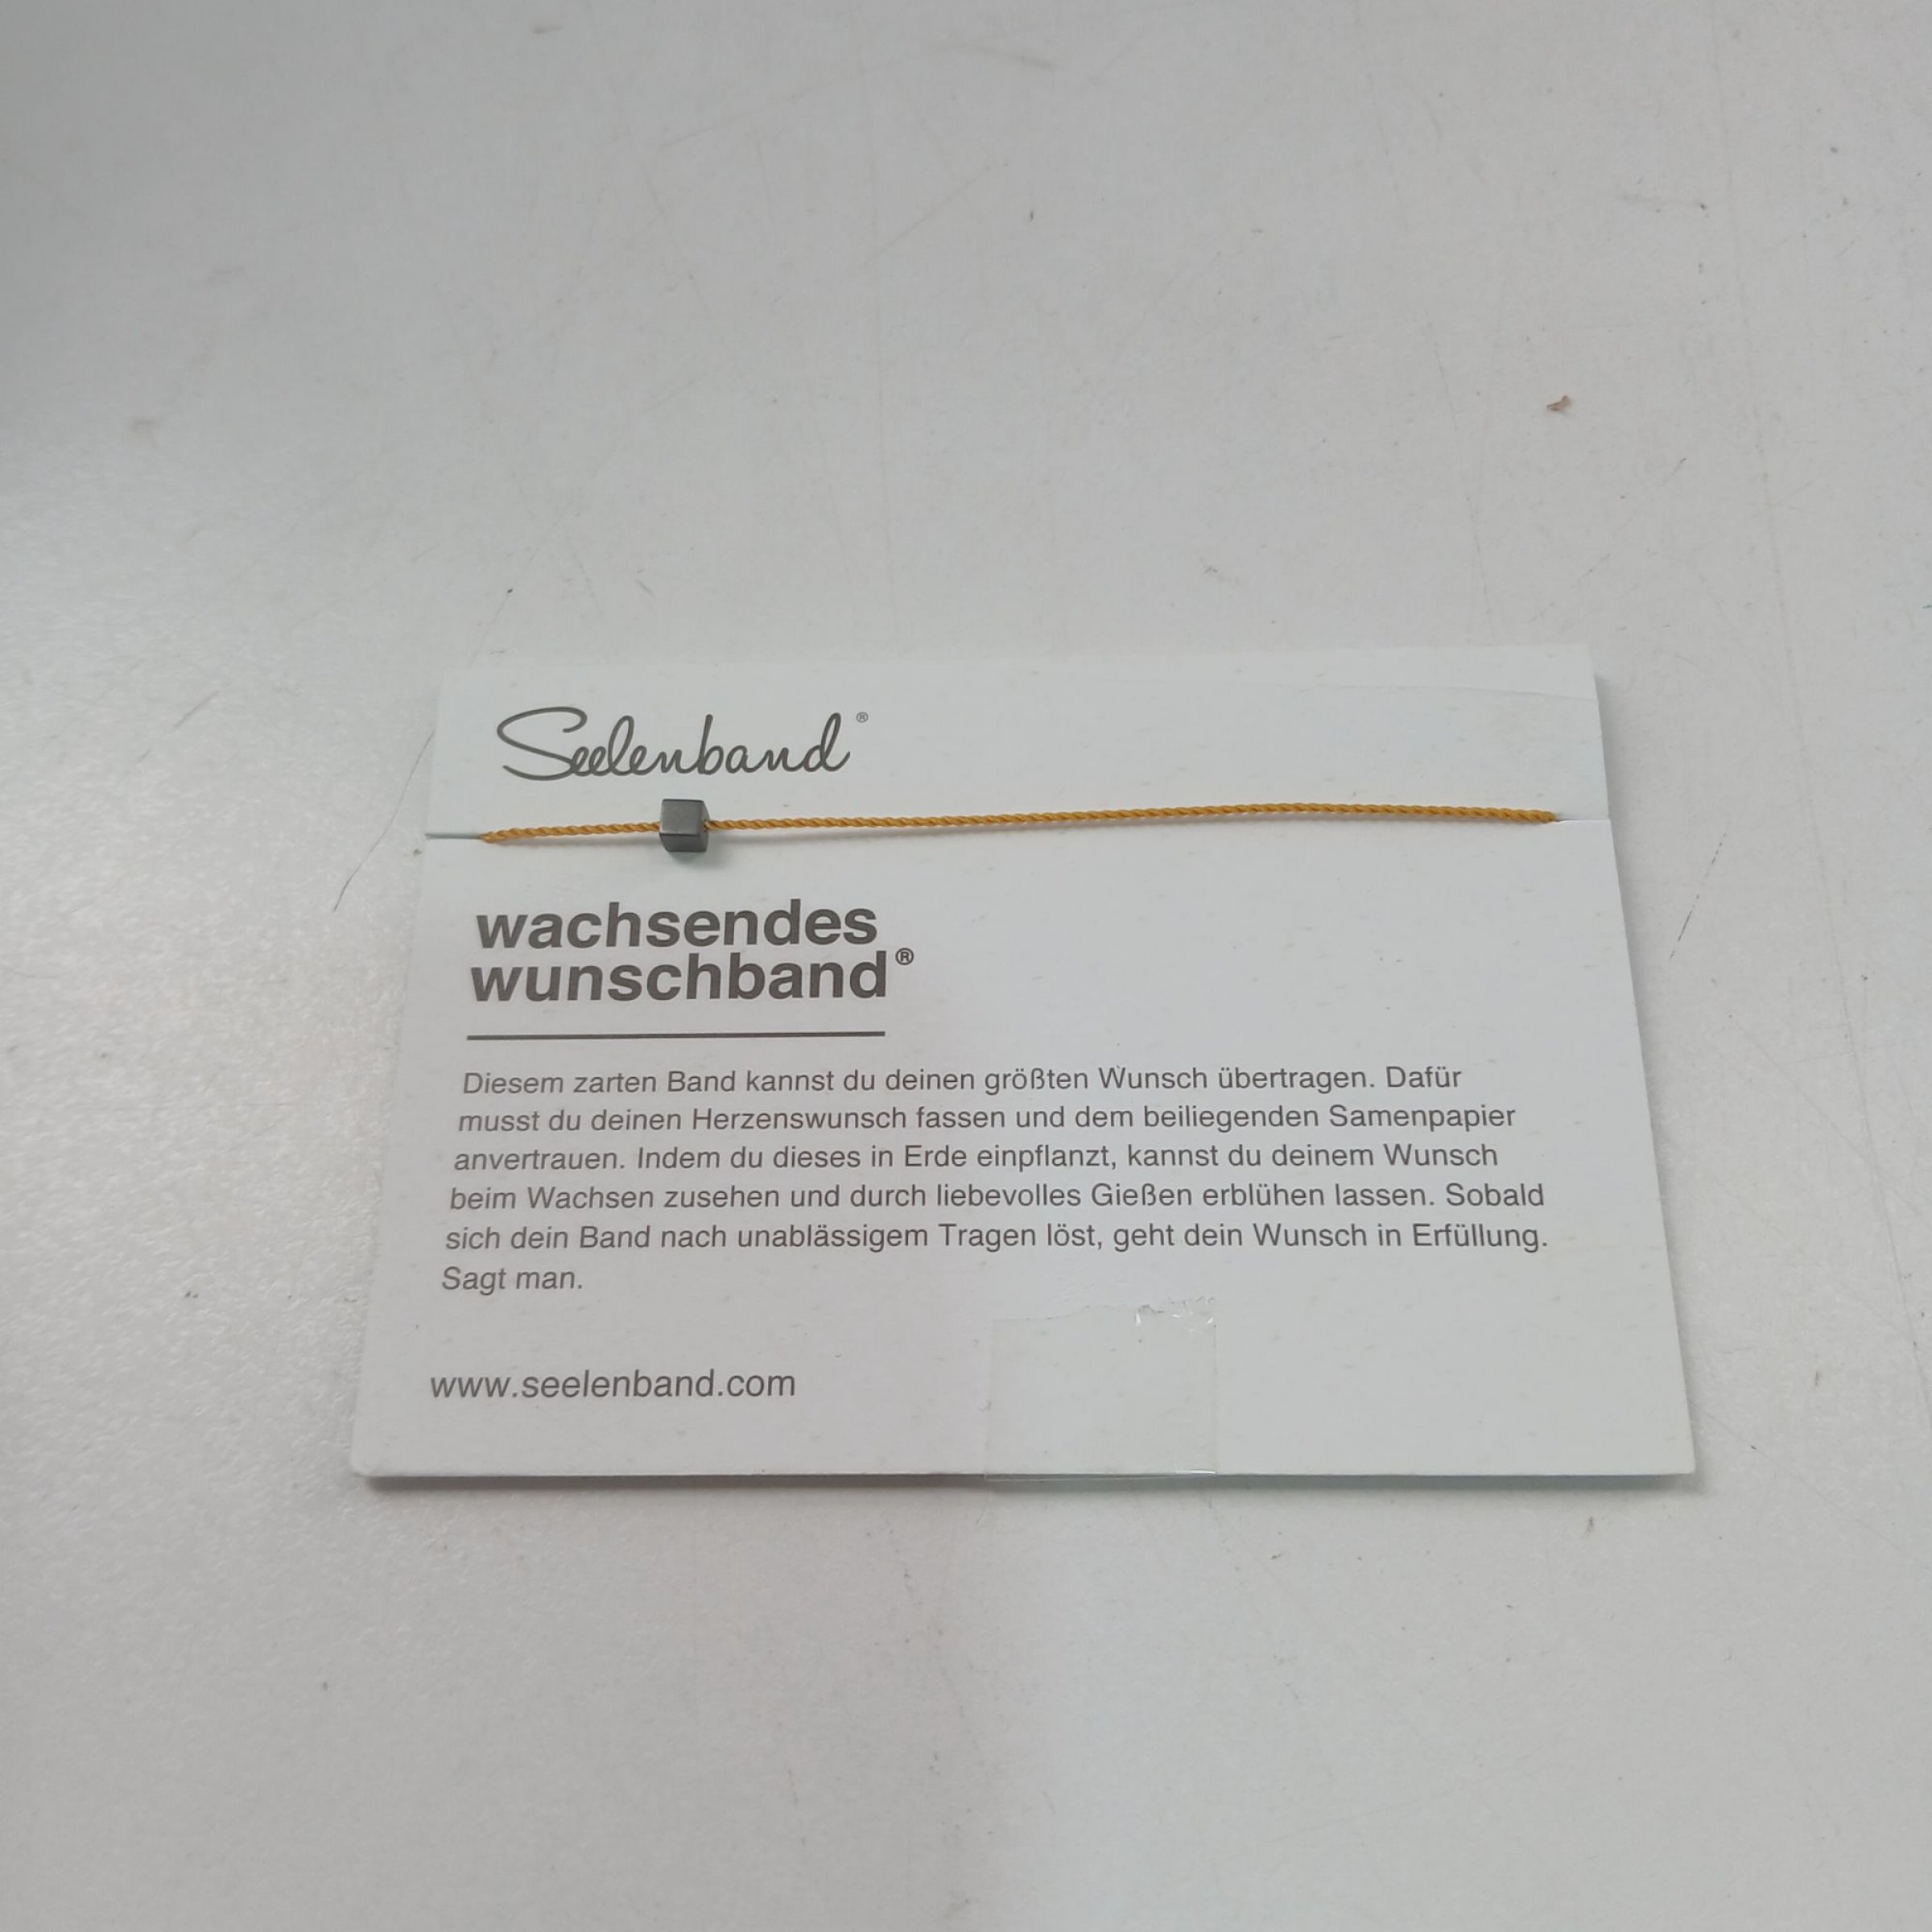 Seelenband®
wachsendes
wunschband®
Diesem zarten Band kannst du deinen größten Wunsch übertragen. Dafür
musst du deinen Herzenswunsch fassen und dem beiliegenden Samenpapier
anvertrauen. Indem du dieses in Erde einpflanzt, kannst du deinem Wunsch
beim Wachsen zusehen und durch liebevolles Gießen erblühen lassen. Sobald
sich dein Band nach unablässigem Tragen löst, geht dein Wunsch in Erfüllung.
Sagt man.
www.seelenband.com